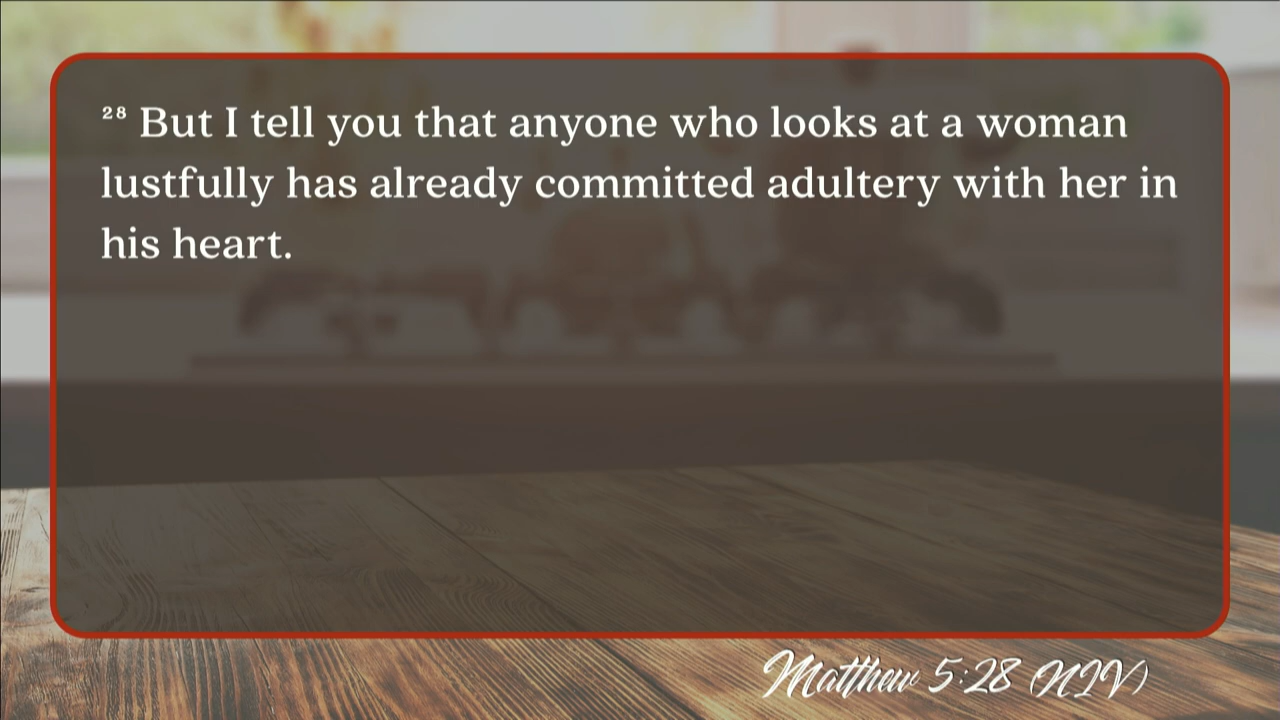 ²⁸ But I tell you that anyone who looks at a woman
lustfully has already committed adultery with her in
his heart.
Matthew 5:28 (NIV)